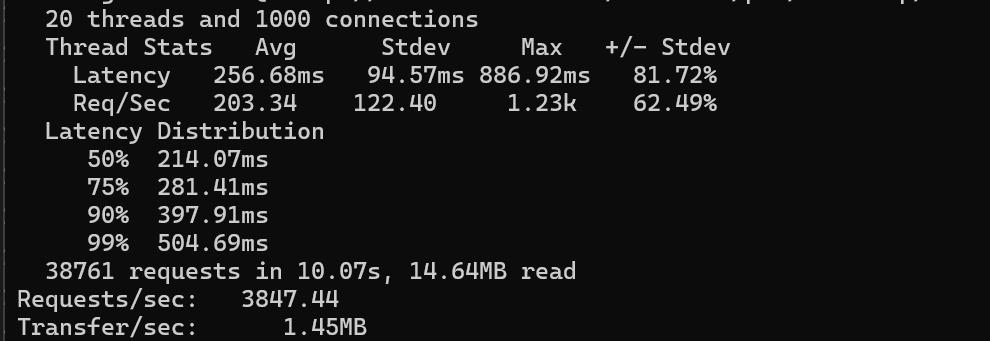 20 threads and 1000 connections
Thread Stats   Avg      Stdev     Max   +/- Stdev
Latency   256.68ms   94.57ms 886.92ms   81.72%
Req/Sec   203.34    122.40     1.23k    62.49%
Latency Distribution
50%  214.07ms
75%  281.41ms
90%  397.91ms
99%  504.69ms
38761 requests in 10.07s, 14.64MB read
Requests/sec:   3847.44
Transfer/sec:      1.45MB